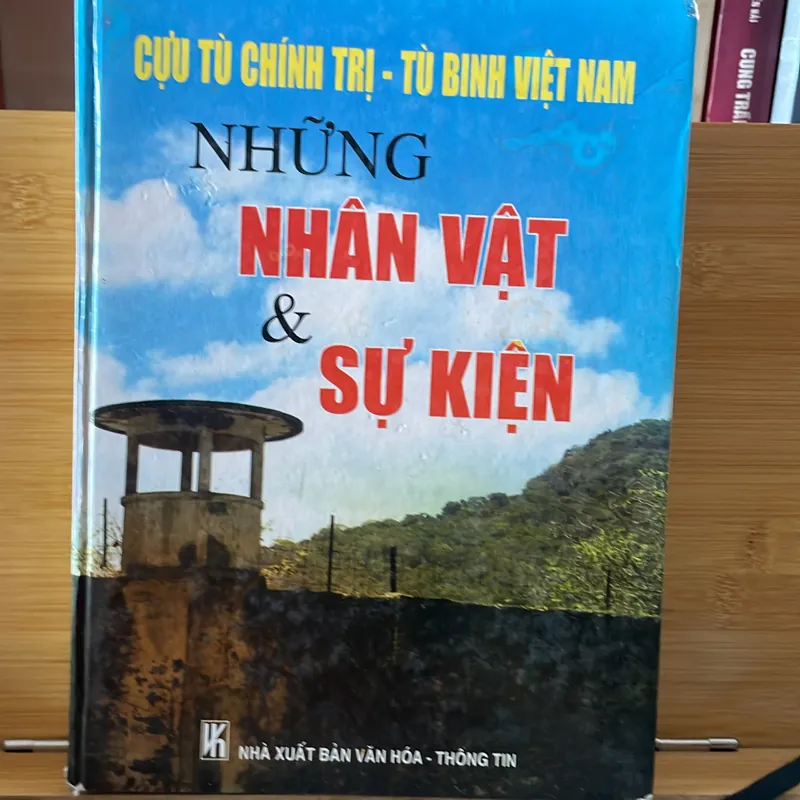 CỰU TÙ CHÍNH TRỊ - TÙ BINH VIỆT NAM
NHỮNG
NHÂN VẬT
&
SỰ KIỆN
NHÀ XUẤT BẢN VĂN HÓA - THÔNG TIN
CUNG